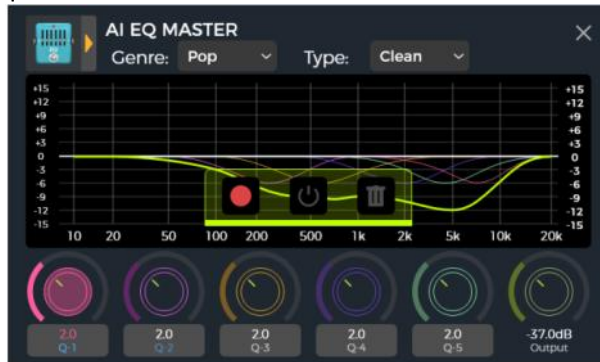 AI EQ MASTER
Genre: Pop Type: Clean
+15 +15
+12 +12
+9 +9
+6 +6
+3 +3
0 0
-3 -3
-6 -6
-9 -9
-12 -12
-15 -15
10 20 50 100 200 500 1k 2k 5k 10k 20k
2.0 2.0 2.0 2.0 2.0 -37.0dB
Q-1 Q-2 Q-3 Q-4 Q-5 Output